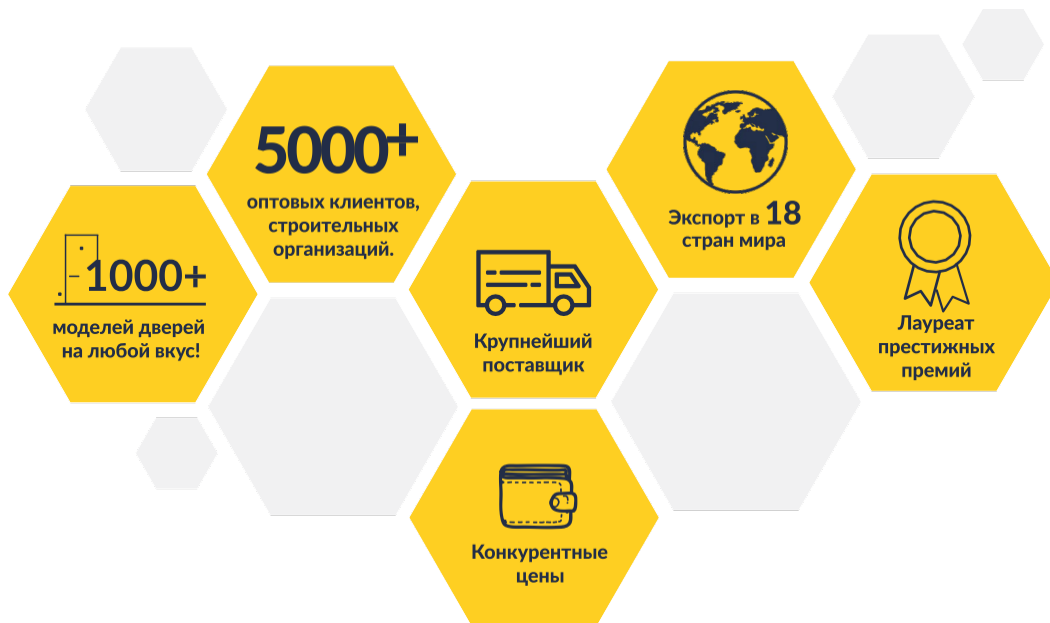 1000+
моделей дверей
на любой вкус!
5000+
оптовых клиентов,
строительных
организаций.
Крупнейший
поставщик
Конкурентные
цены
Экспорт в 18
стран мира
Лауреат
престижных
премий